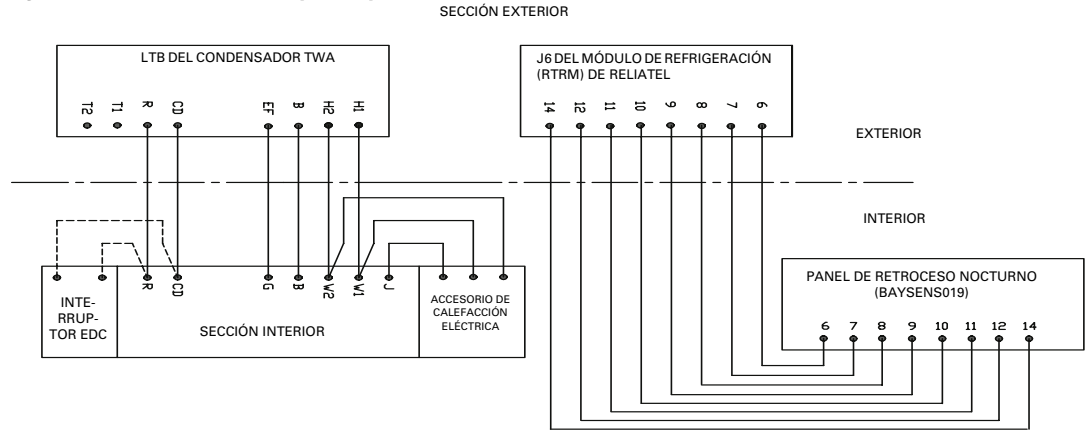 SECCIÓN EXTERIOR
LTB DEL CONDENSADOR TWA
J6 DEL MÓDULO DE REFRIGERACIÓN
(RTRM) DE RELIATEL
T2 T1 R CD EF B H2 H1
14 12 11 10 9 8 7 6
EXTERIOR
INTERIOR
R CD G B W2 W1 J
INTE-
RRUP-
TOR EDC
SECCIÓN INTERIOR
ACCESORIO DE
CALEFACCIÓN
ELÉCTRICA
PANEL DE RETROCESO NOCTURNO
(BAYSENS019)
6 7 8 9 10 11 12 14